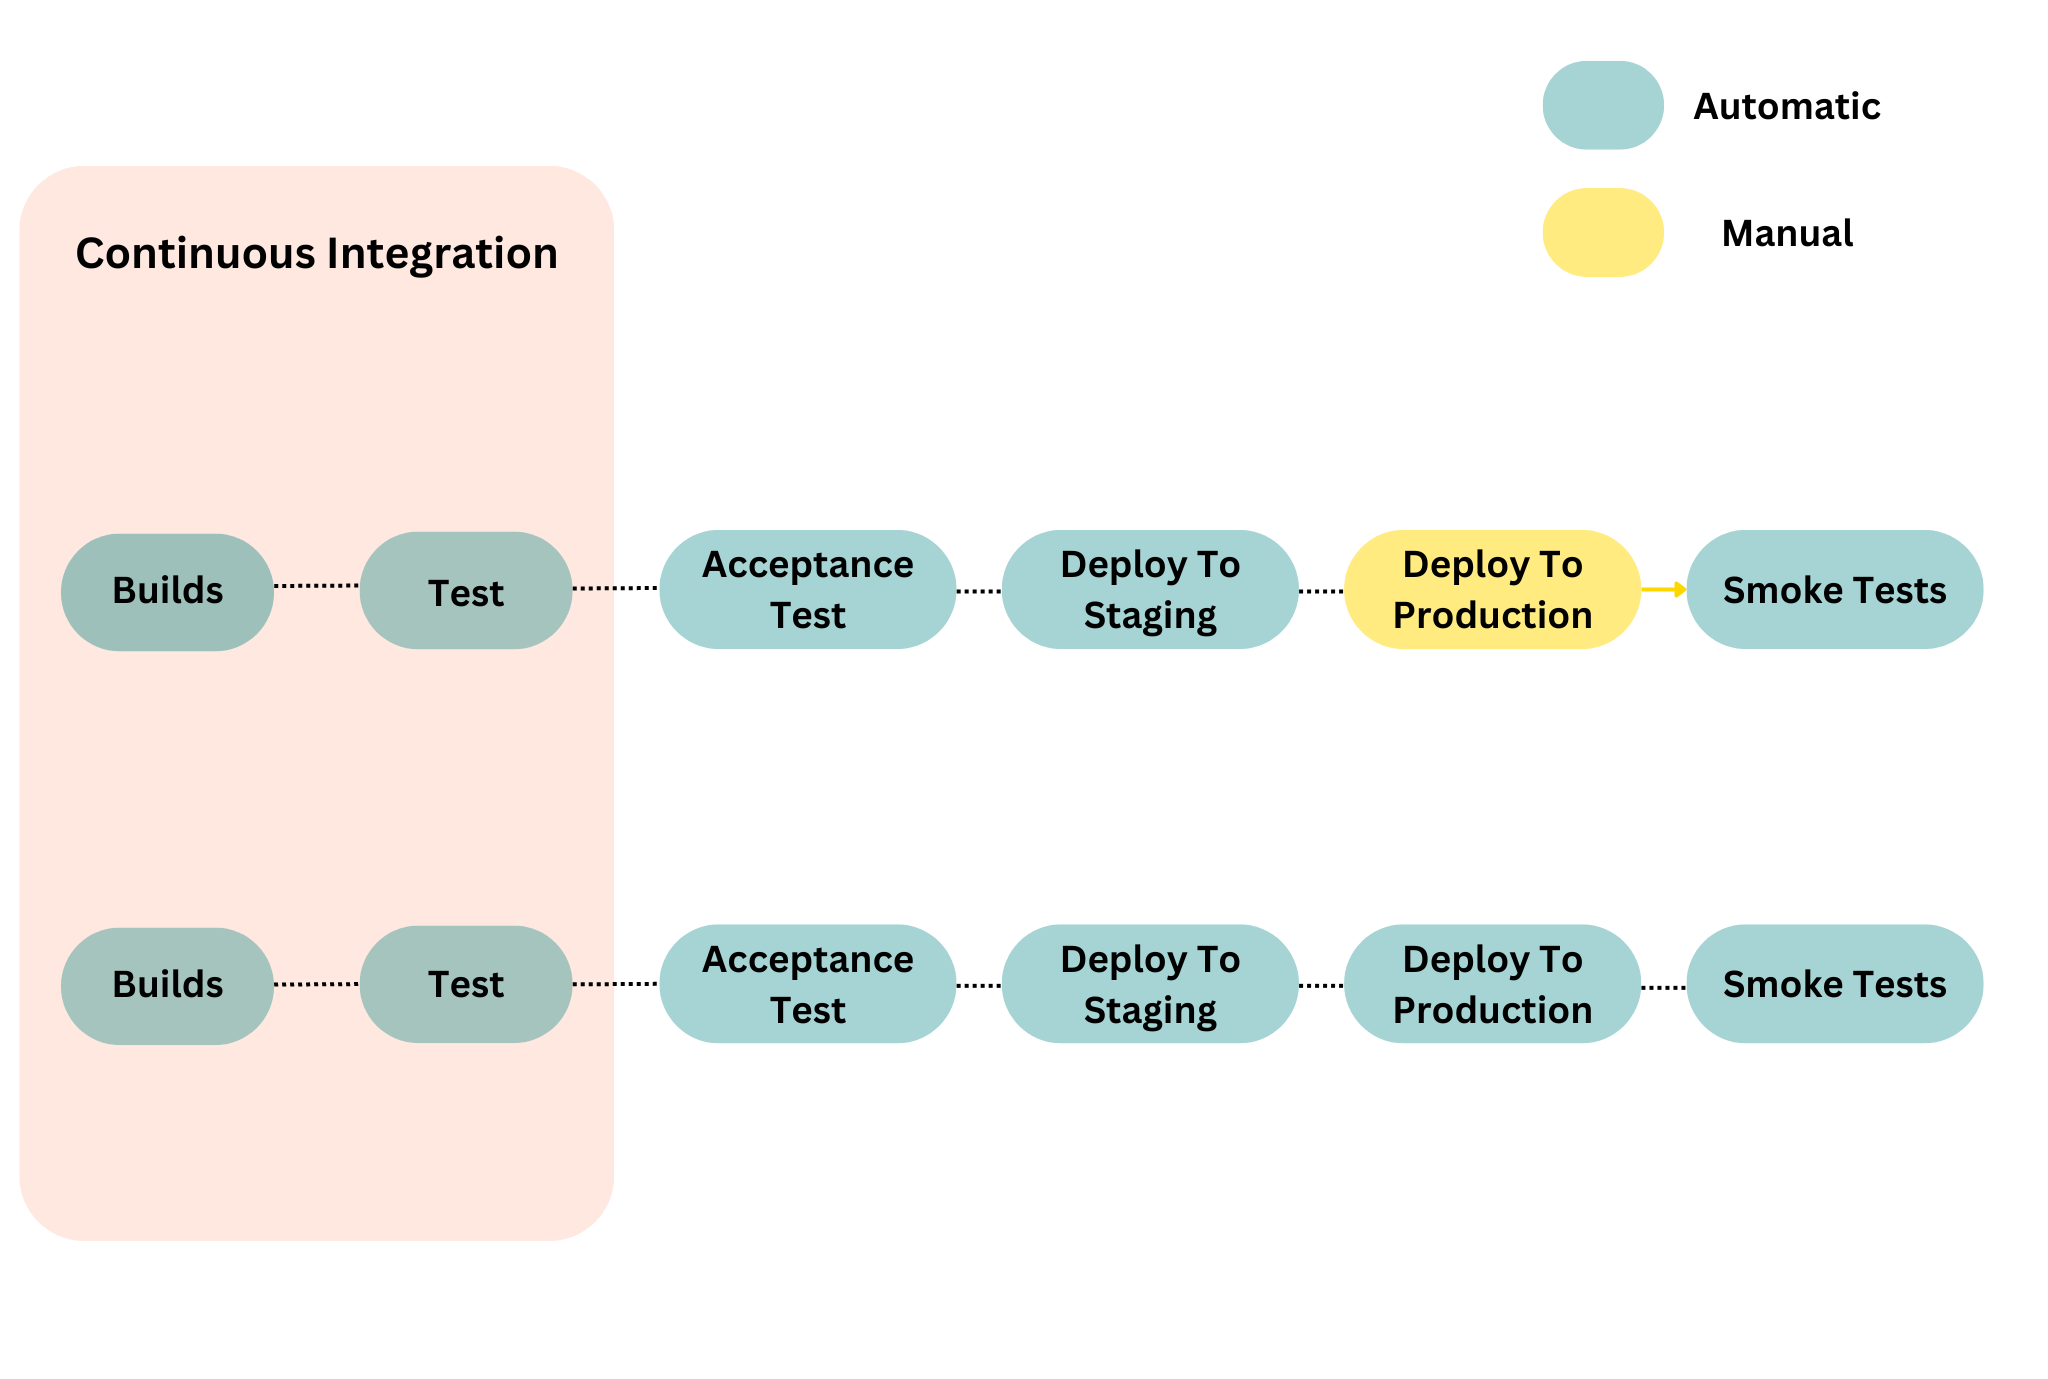 Automatic
Manual
Continuous Integration
Builds
Test
Acceptance
Test
Deploy To
Staging
Deploy To
Production
Smoke Tests
Builds
Test
Acceptance
Test
Deploy To
Staging
Deploy To
Production
Smoke Tests